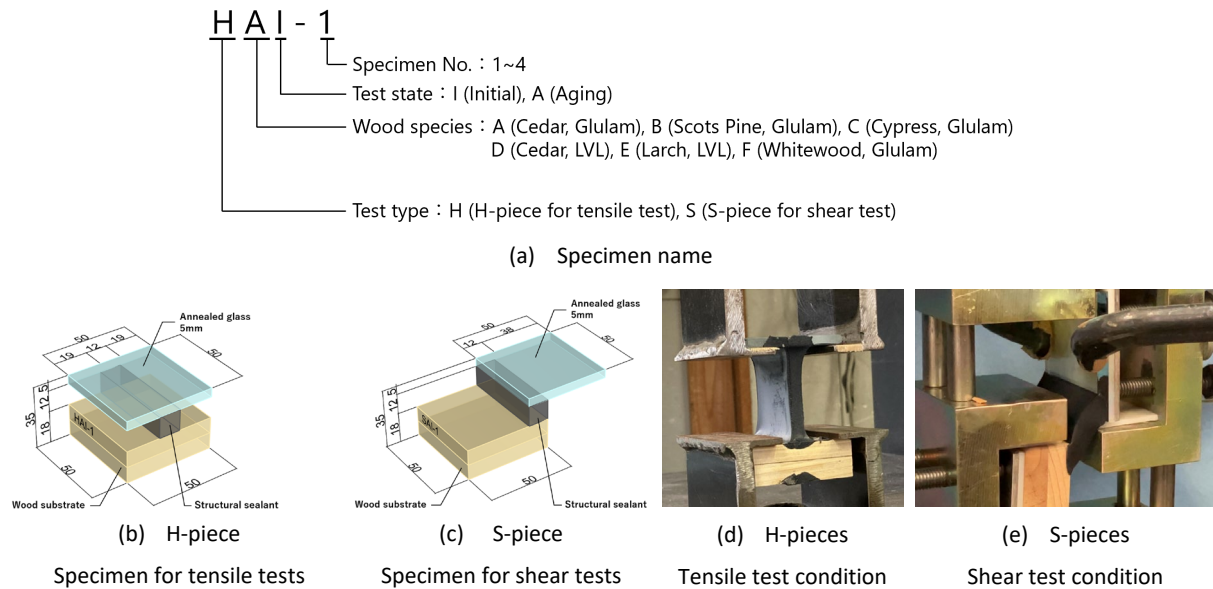 HAI-1
Specimen No.：1~4
Test state：I (Initial), A (Aging)
Wood species：A (Cedar, Glulam), B (Scots Pine, Glulam), C (Cypress, Glulam)
D (Cedar, LVL), E (Larch, LVL), F (Whitewood, Glulam)
Test type：H (H-piece for tensile test), S (S-piece for shear test)
(a) Specimen name
Annealed glass
5mm
50
19 12 19
50
35
18 12 5
HAI-1
50
50
Wood substrate
Structural sealant
Annealed glass
5mm
50
12 38
50
35
18 12 5
SAI-1
50
50
Wood substrate
Structural sealant
(b) H-piece
(c) S-piece
(d) H-pieces
(e) S-pieces
Specimen for tensile tests
Specimen for shear tests
Tensile test condition
Shear test condition